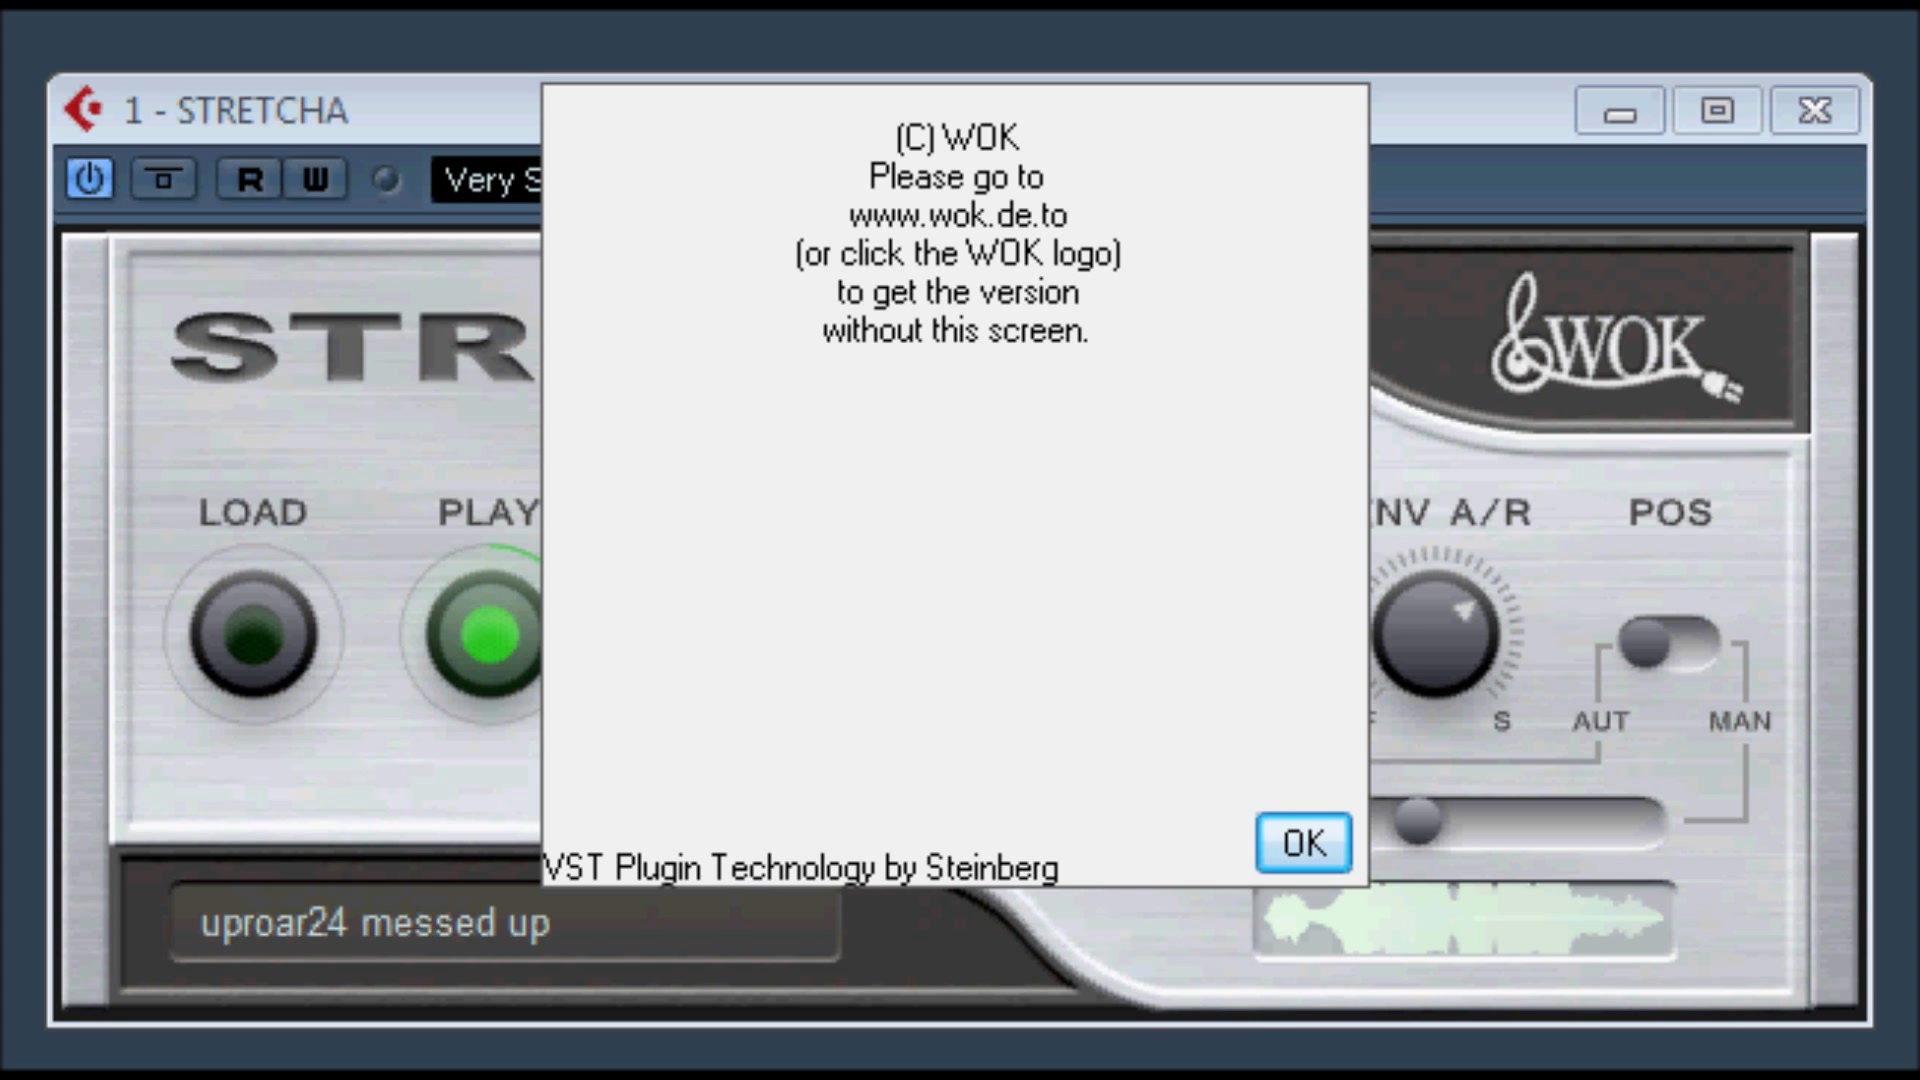 1 - STRETCHA
R W Very S
(C) WOK
Please go to
www.wok.de.to
(or click the WOK logo)
to get the version
without this screen.
STR
WOK
LOAD
PLAY
NV A/R
POS
S
AUT
MAN
OK
VST Plugin Technology by Steinberg
uproar24 messed up